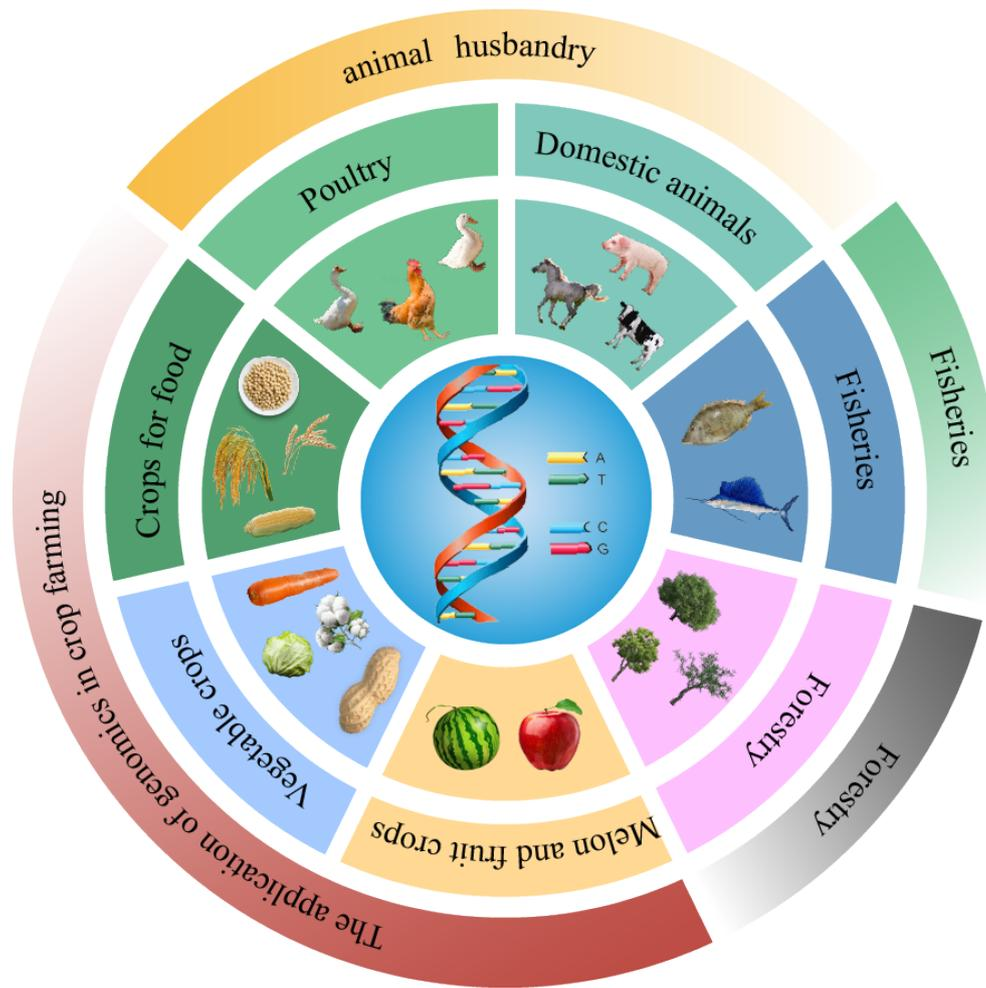 animal husbandry
Poultry
Domestic animals
Fisheries
Fisheries
Forestry
Forestry
Melon and fruit crops
Vegetable crops
Crops for food
The application of genomics in crop farming
A
T
C
G